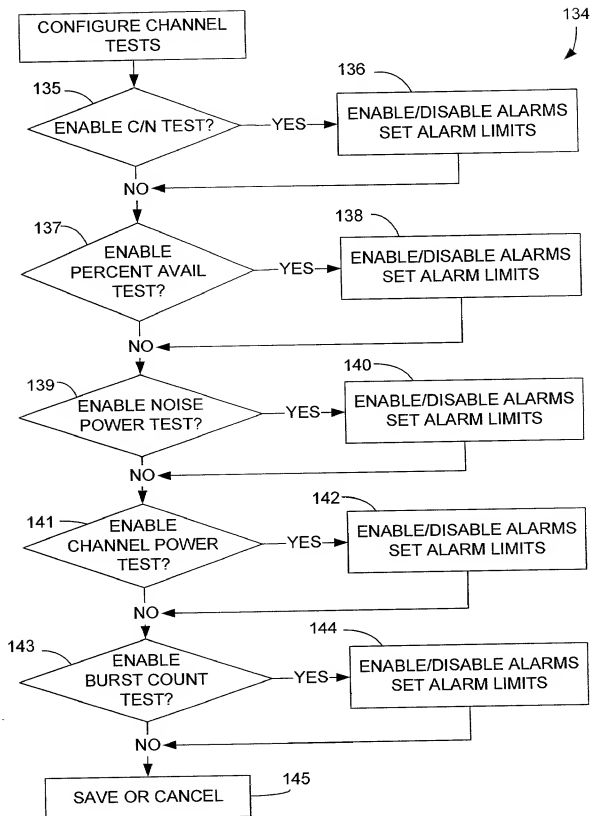 CONFIGURE CHANNEL
TESTS
134
135
ENABLE C/N TEST?
YES
136
ENABLE/DISABLE ALARMS
SET ALARM LIMITS
NO
137
ENABLE
PERCENT AVAIL
TEST?
YES
138
ENABLE/DISABLE ALARMS
SET ALARM LIMITS
NO
139
ENABLE NOISE
POWER TEST?
YES
140
ENABLE/DISABLE ALARMS
SET ALARM LIMITS
NO
141
ENABLE
CHANNEL POWER
TEST?
YES
142
ENABLE/DISABLE ALARMS
SET ALARM LIMITS
NO
143
ENABLE
BURST COUNT
TEST?
YES
144
ENABLE/DISABLE ALARMS
SET ALARM LIMITS
NO
145
SAVE OR CANCEL